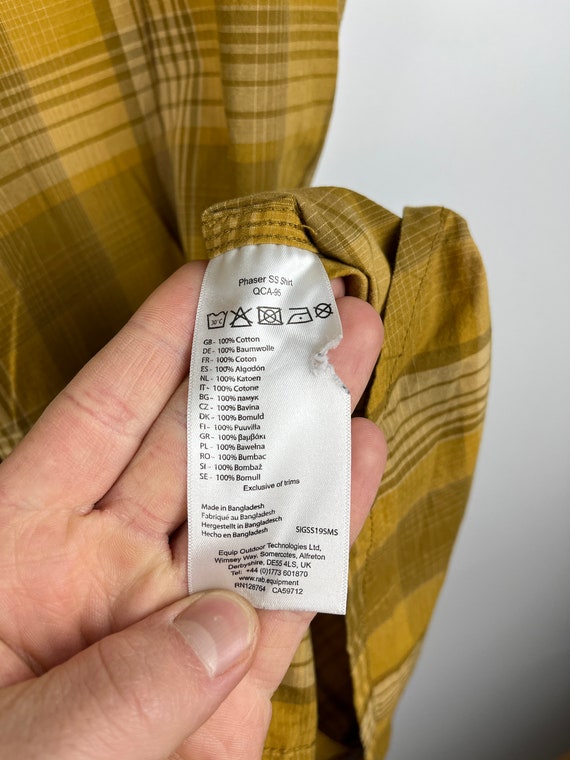 Phaser SS Shirt
QCA-95
30°C
GB - 100% Cotton
DE - 100% Baumwolle
FR - 100% Coton
ES - 100% Algodón
NL - 100% Katoen
IT - 100% Cotone
BG - 100% памук
CZ - 100% Bavina
DK - 100% Bomuld
FI - 100% Puuvilla
GR - 100% βαμβάκι
PL - 100% Bawełna
RO - 100% Bumbac
SI - 100% Bombaž
SE - 100% Bomull
Exclusive of trims
Made in Bangladesh
Fabriqué au Bangladesh
Hergestellt in Bangladesch
Hecho en Bangladesh
SIGSS195MS
Equip Outdoor Technologies Ltd,
Wimsey Way, Somercotes, Alfreton
Derbyshire, DE55 4LS, UK
Tel: +44 (0)1773 601870
www.rab.equipment
RN128764 CA59712